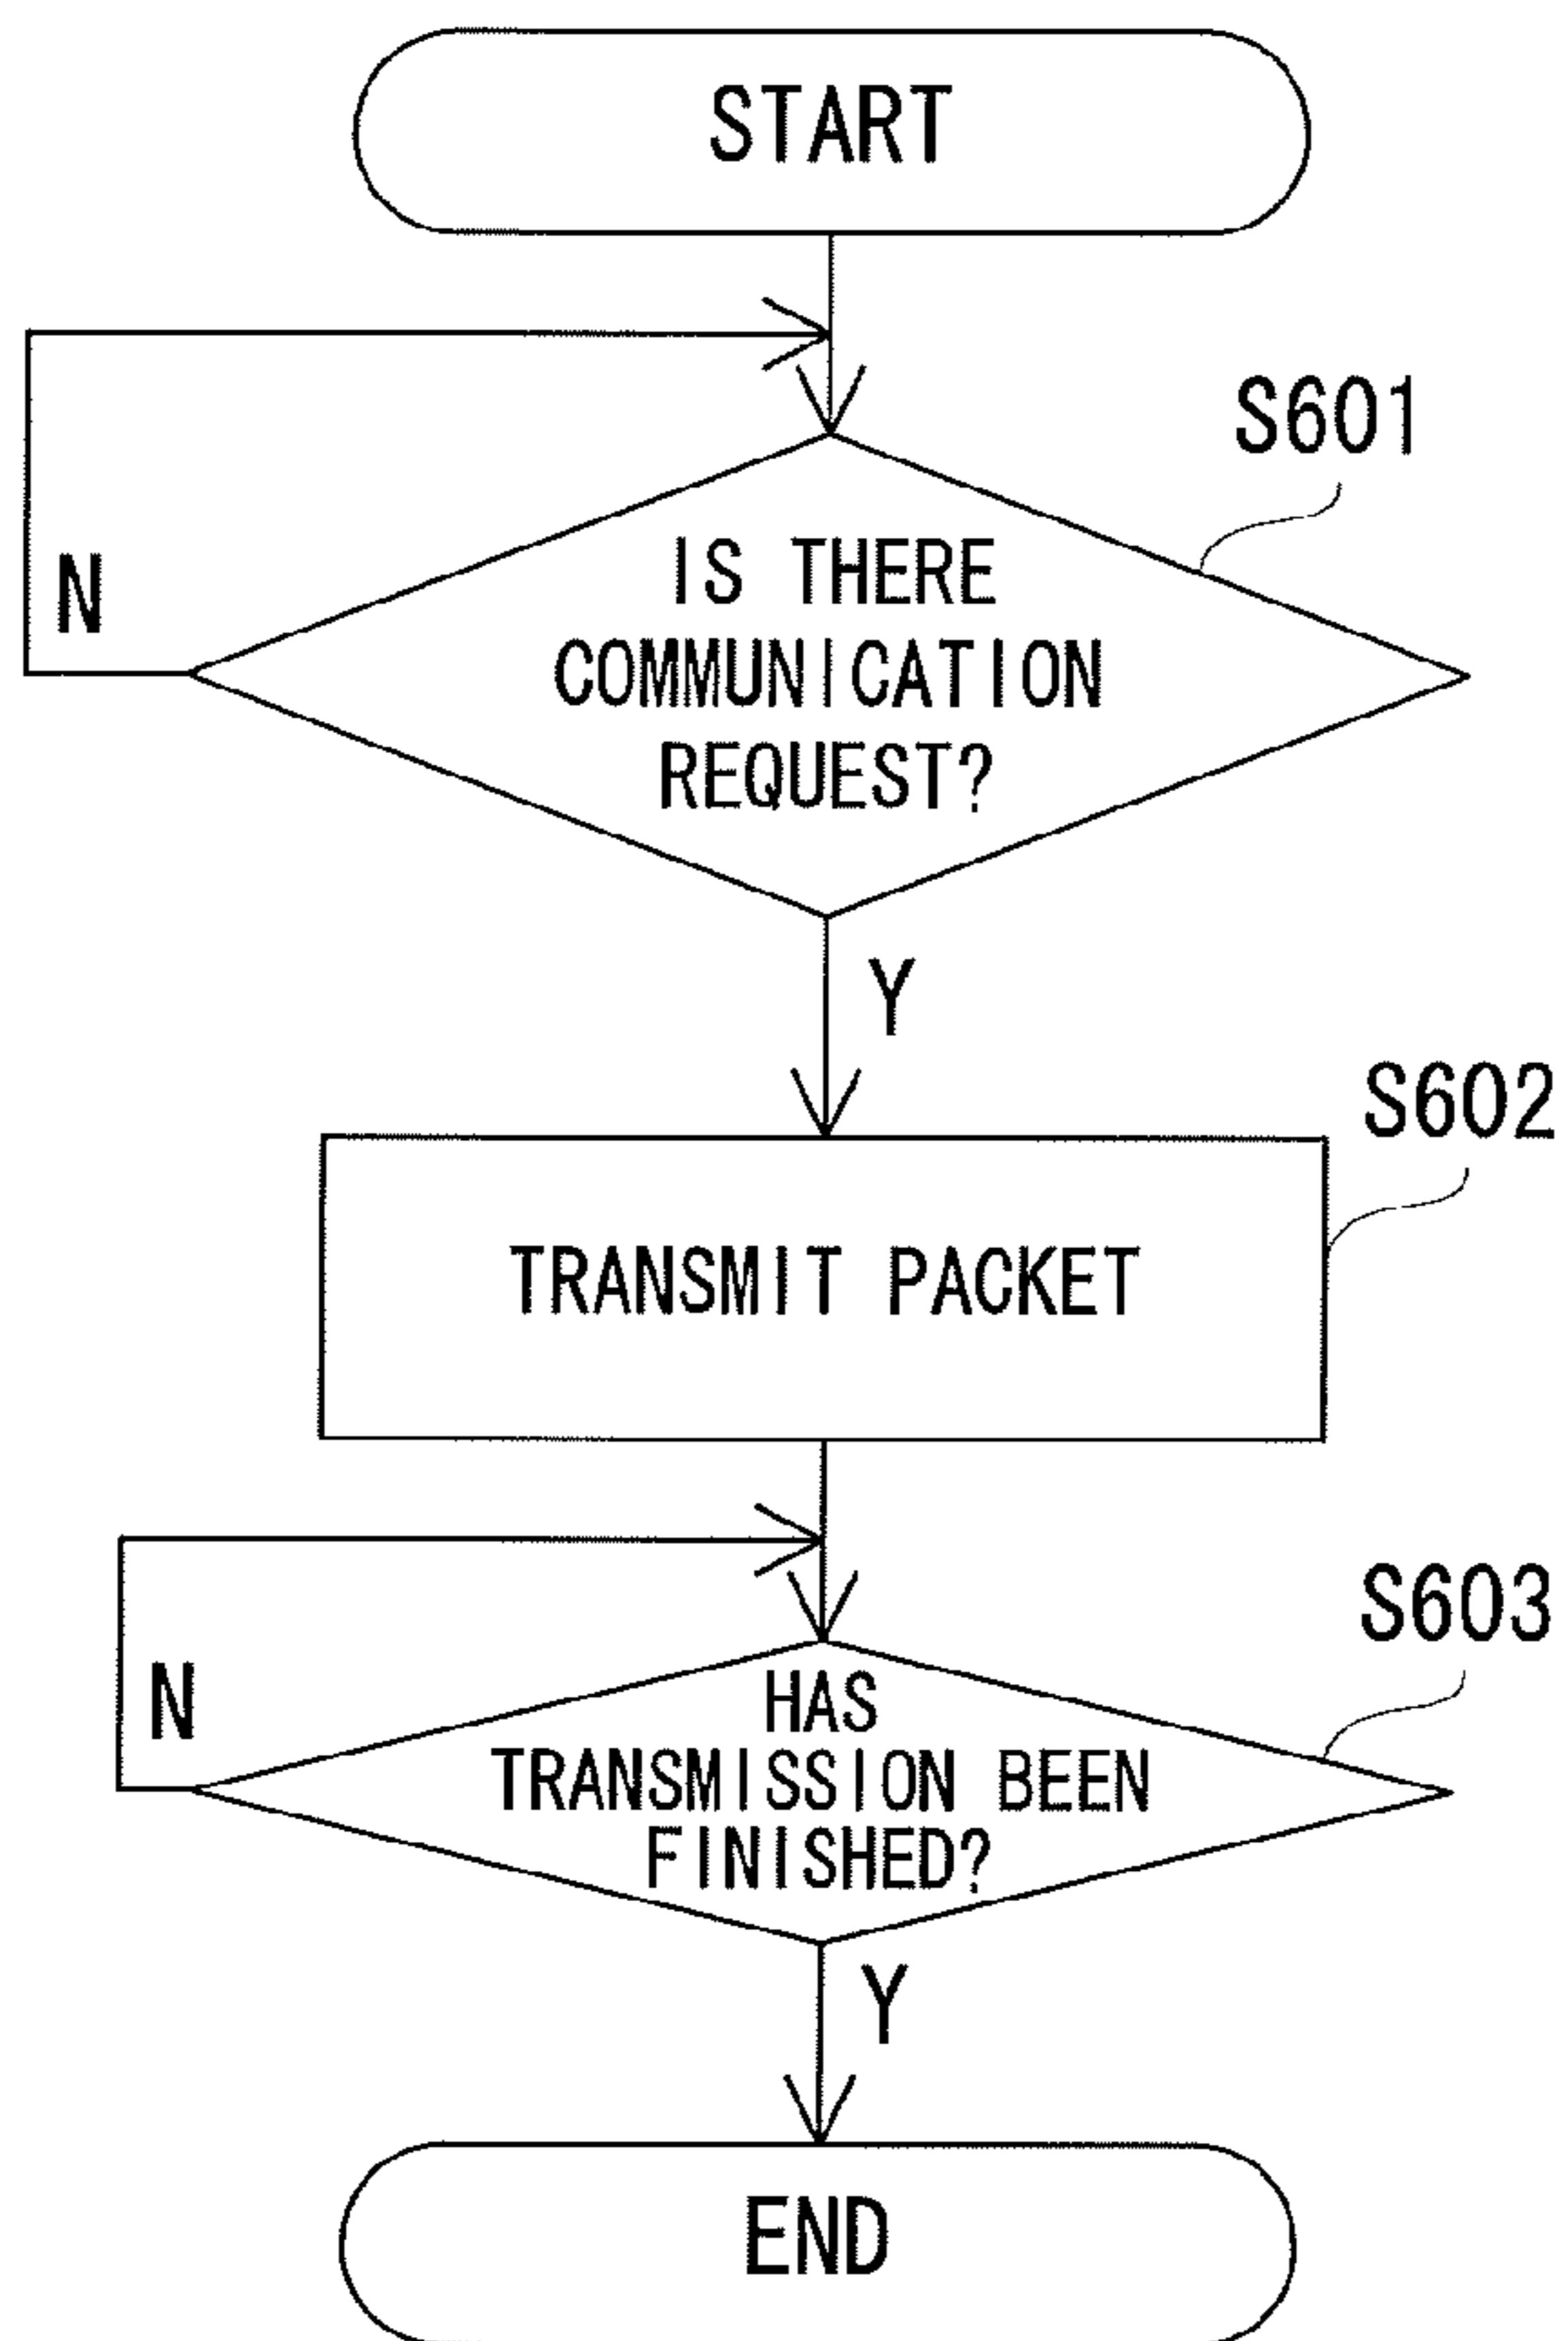 START
S601
IS THERE
COMMUNICATION
REQUEST?
N
Y
S602
TRANSMIT PACKET
S603
HAS
TRANSMISSION BEEN
FINISHED?
N
Y
END